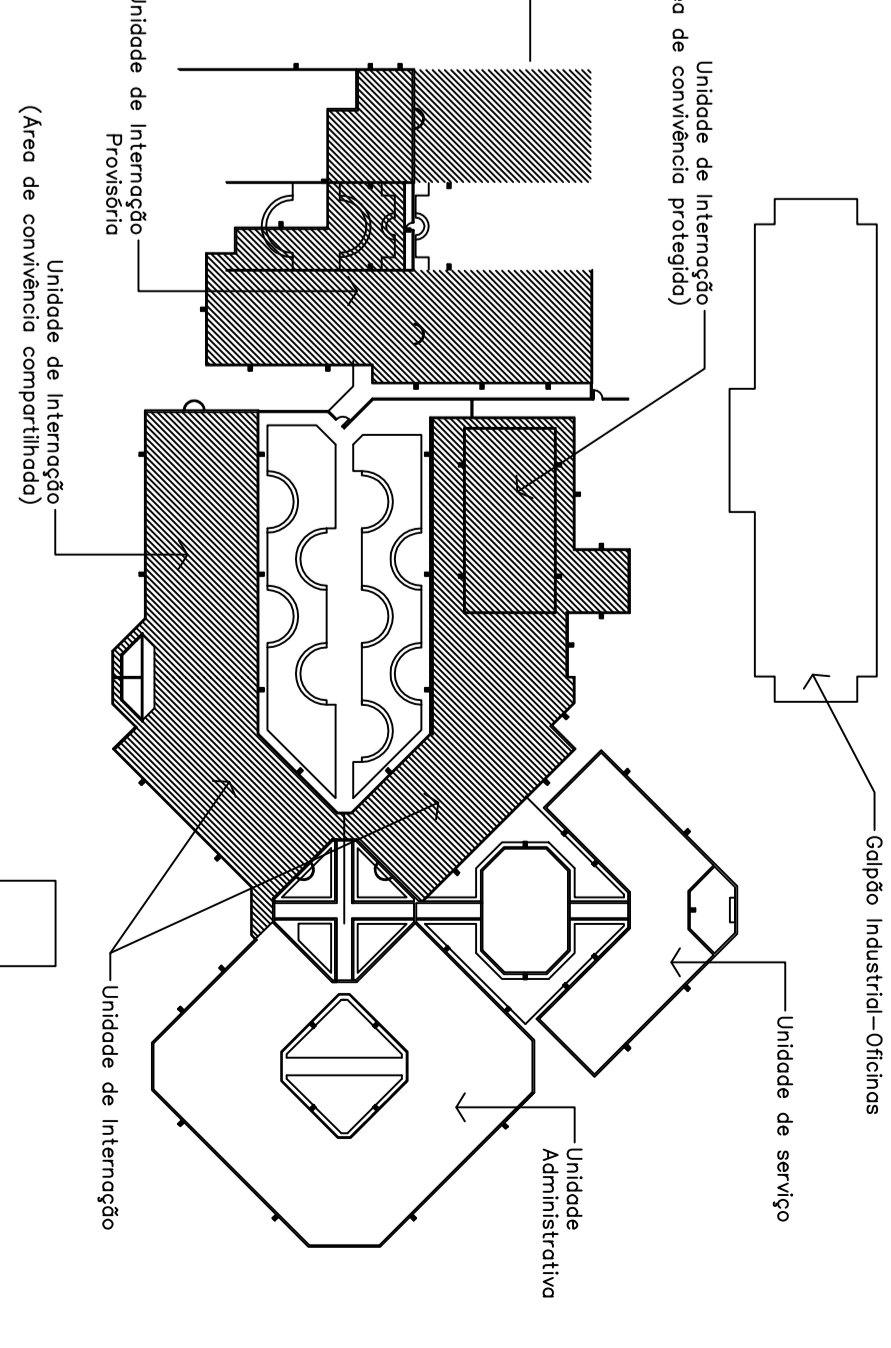 Galpão Industrial-Oficinas
Unidade de serviço
Unidade de Internação
de convivência protegida)
Unidade
Administrativa
de Internação
Provisória
Unidade de Internação
Unidade de Internação
(Área de convivência compartilhada)